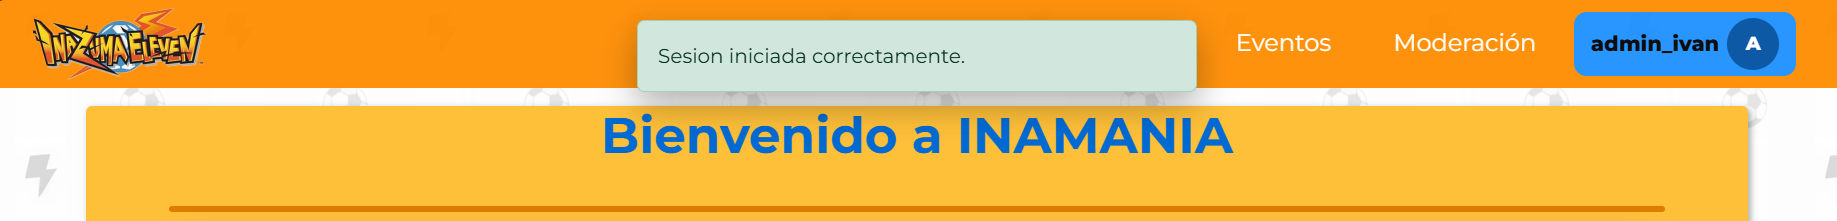 INAZUMA ELEVEN
Sesion iniciada correctamente.
Eventos
Moderación
admin_ivan
A
Bienvenido a INAMANIA